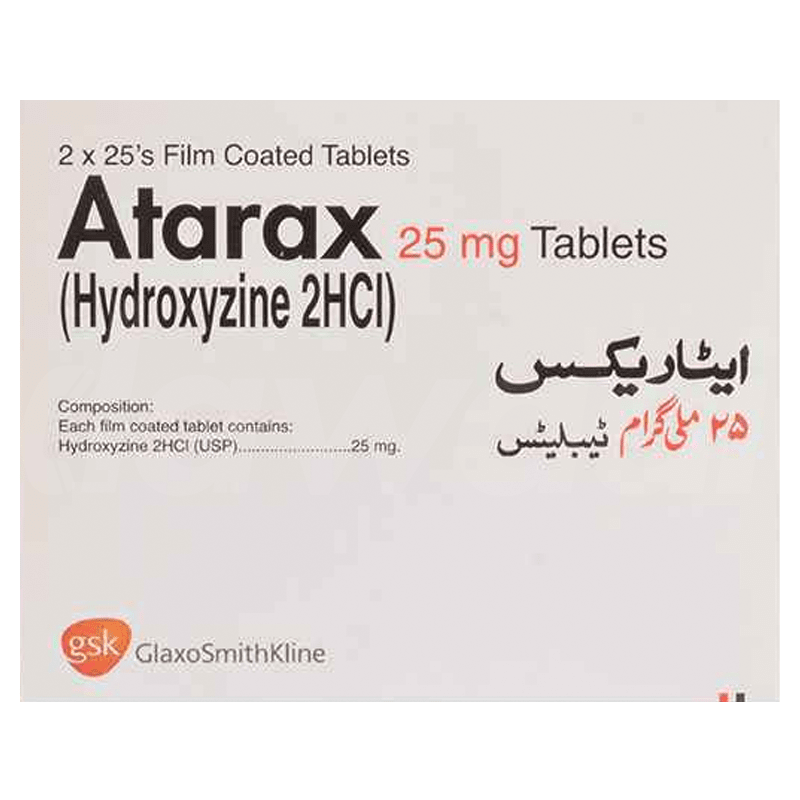 2 x 25's Film Coated Tablets
Atarax 25 mg Tablets
(Hydroxyzine 2HCl)
ایٹاریکس
۲۵ ملی گرام ٹیبلیٹس
Composition:
Each film coated tablet contains:
Hydroxyzine 2HCl (USP)..........................25 mg.
gsk GlaxoSmithKline